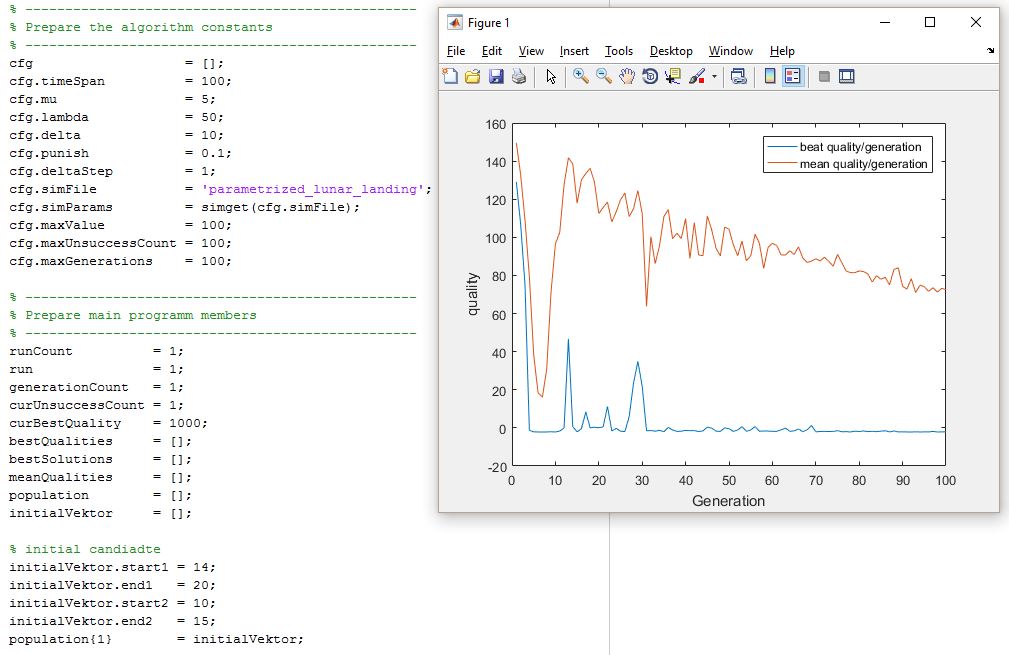 % -------------------------------------------------
% Prepare the algorithm constants
% -------------------------------------------------
cfg                   = [];
cfg.timeSpan          = 100;
cfg.mu                = 5;
cfg.lambda            = 50;
cfg.delta             = 10;
cfg.punish            = 0.1;
cfg.deltaStep         = 1;
cfg.simFile           = 'parametrized_lunar_landing';
cfg.simParams         = simget(cfg.simFile);
cfg.maxValue          = 100;
cfg.maxUnsuccessCount = 100;
cfg.maxGenerations    = 100;
% -------------------------------------------------
% Prepare main programm members
% -------------------------------------------------
runCount          = 1;
run               = 1;
generationCount   = 1;
curUnsuccessCount = 1;
curBestQuality    = 1000;
bestQualities     = [];
bestSolutions     = [];
meanQualities     = [];
population        = [];
initialVektor     = [];
% initial candiadte
initialVektor.start1 = 14;
initialVektor.end1   = 20;
initialVektor.start2 = 10;
initialVektor.end2   = 15;
population{1}        = initialVektor;
Figure 1
File Edit View Insert Tools Desktop Window Help
160
140
120
100
80
60
40
20
0
-20
quality
beat quality/generation
mean quality/generation
0 10 20 30 40 50 60 70 80 90 100
Generation